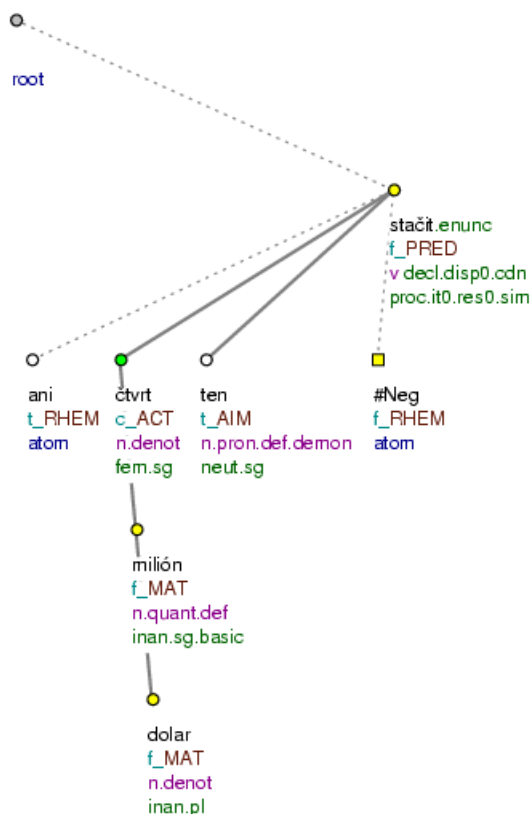 root
stačit.enunc
f_PRED
v decl.disp0.cdn
proc.it0.res0.sim
ani
t_RHEM
atom
čtvrt
c_ACT
n.denot
fem.sg
ten
t_AIM
n.pron.def.demon
neut.sg
#Neg
f_RHEM
atom
milión
f_MAT
n.quant.def
inan.sg.basic
dolar
f_MAT
n.denot
inan.pl